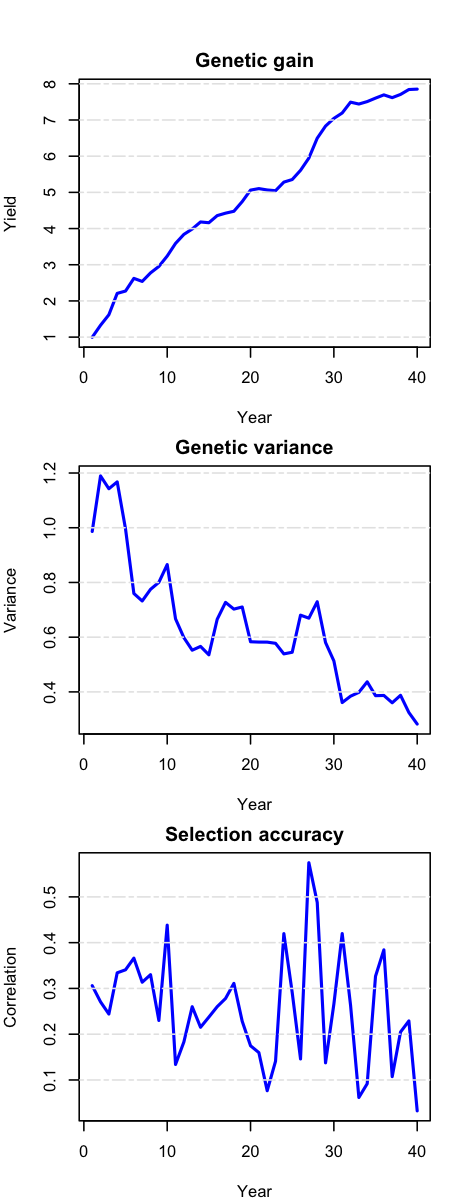 Genetic gain
Yield
8
7
6
5
4
3
2
1
0 10 20 30 40
Year
Genetic variance
Variance
1.2
1.0
0.8
0.6
0.4
0 10 20 30 40
Year
Selection accuracy
Correlation
0.5
0.4
0.3
0.2
0.1
0 10 20 30 40
Year